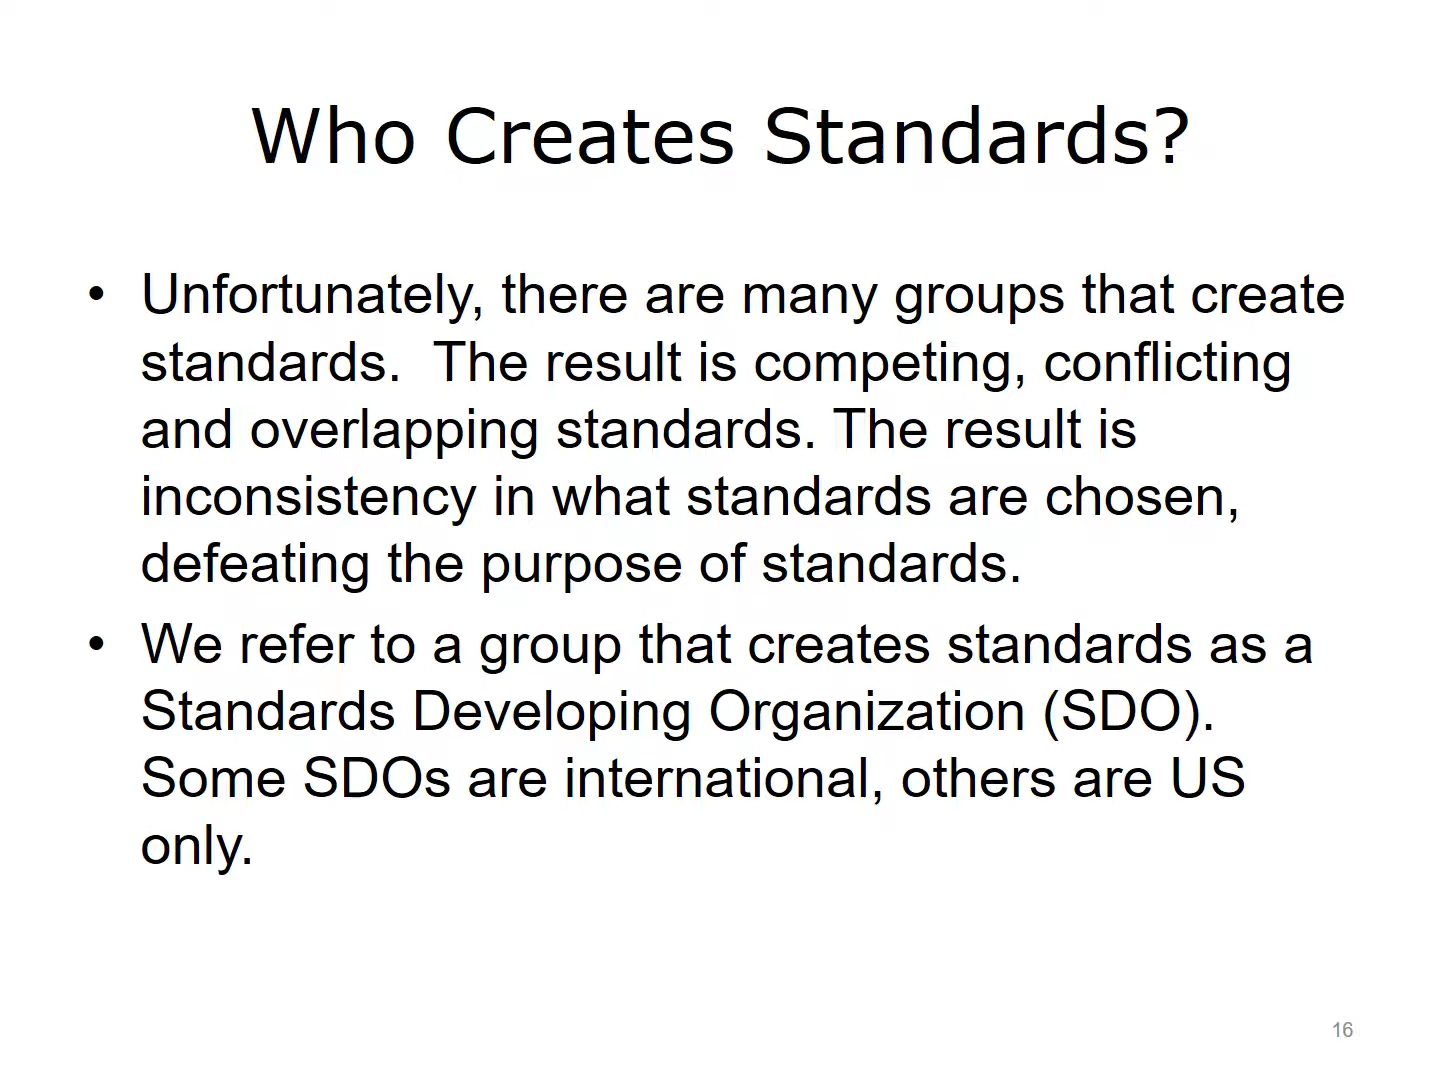 Who Creates Standards?
• Unfortunately, there are many groups that create
standards.  The result is competing, conflicting
and overlapping standards. The result is
inconsistency in what standards are chosen,
defeating the purpose of standards.
• We refer to a group that creates standards as a
Standards Developing Organization (SDO).
Some SDOs are international, others are US
only.
16